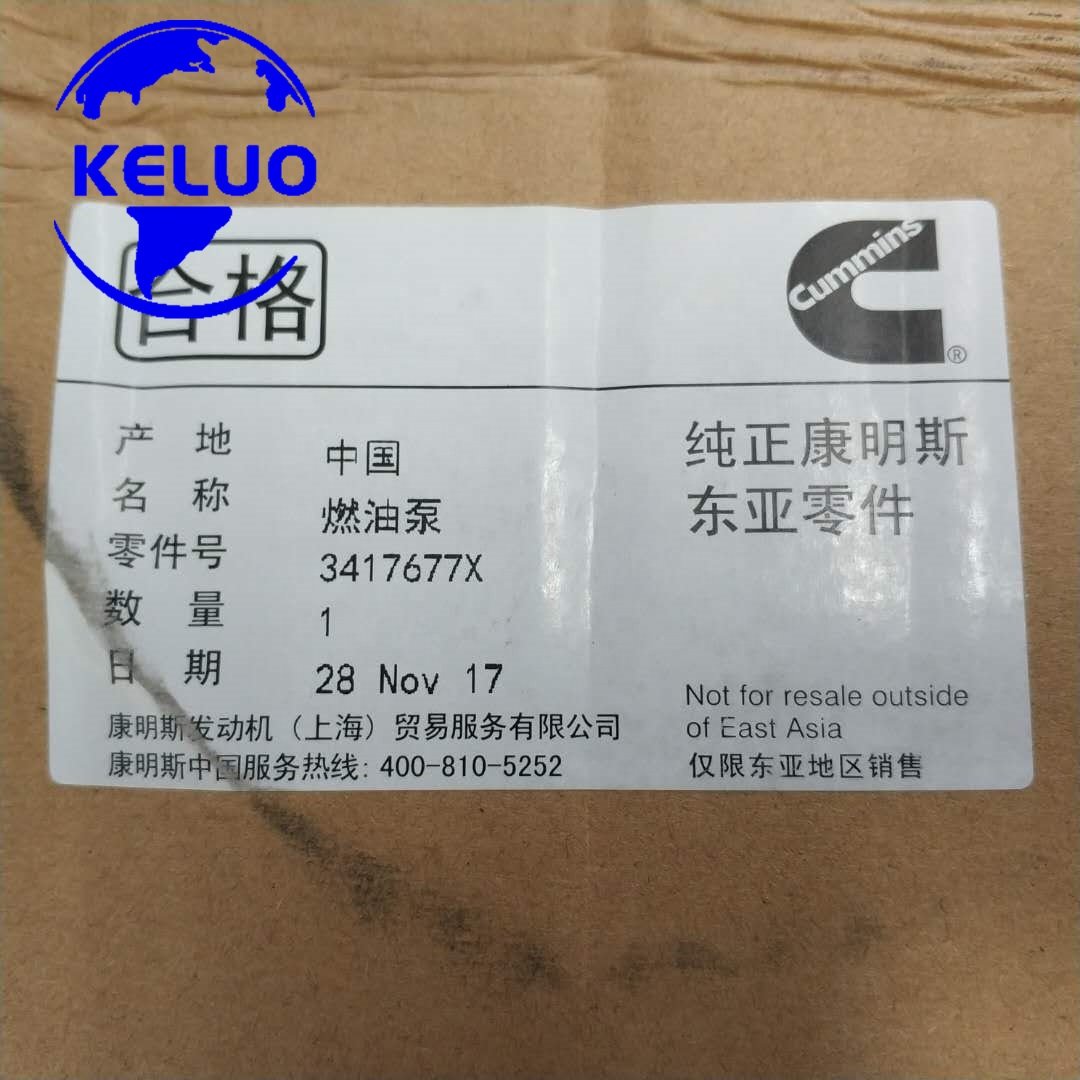 KELUO
合格
Cummins
®
产 地 中国
名 称 燃油泵
零件号 3417677X
数 量 1
日 期 28 Nov 17
康明斯发动机（上海）贸易服务有限公司
康明斯中国服务热线: 400-810-5252
纯正康明斯
东亚零件
Not for resale outside
of East Asia
仅限东亚地区销售